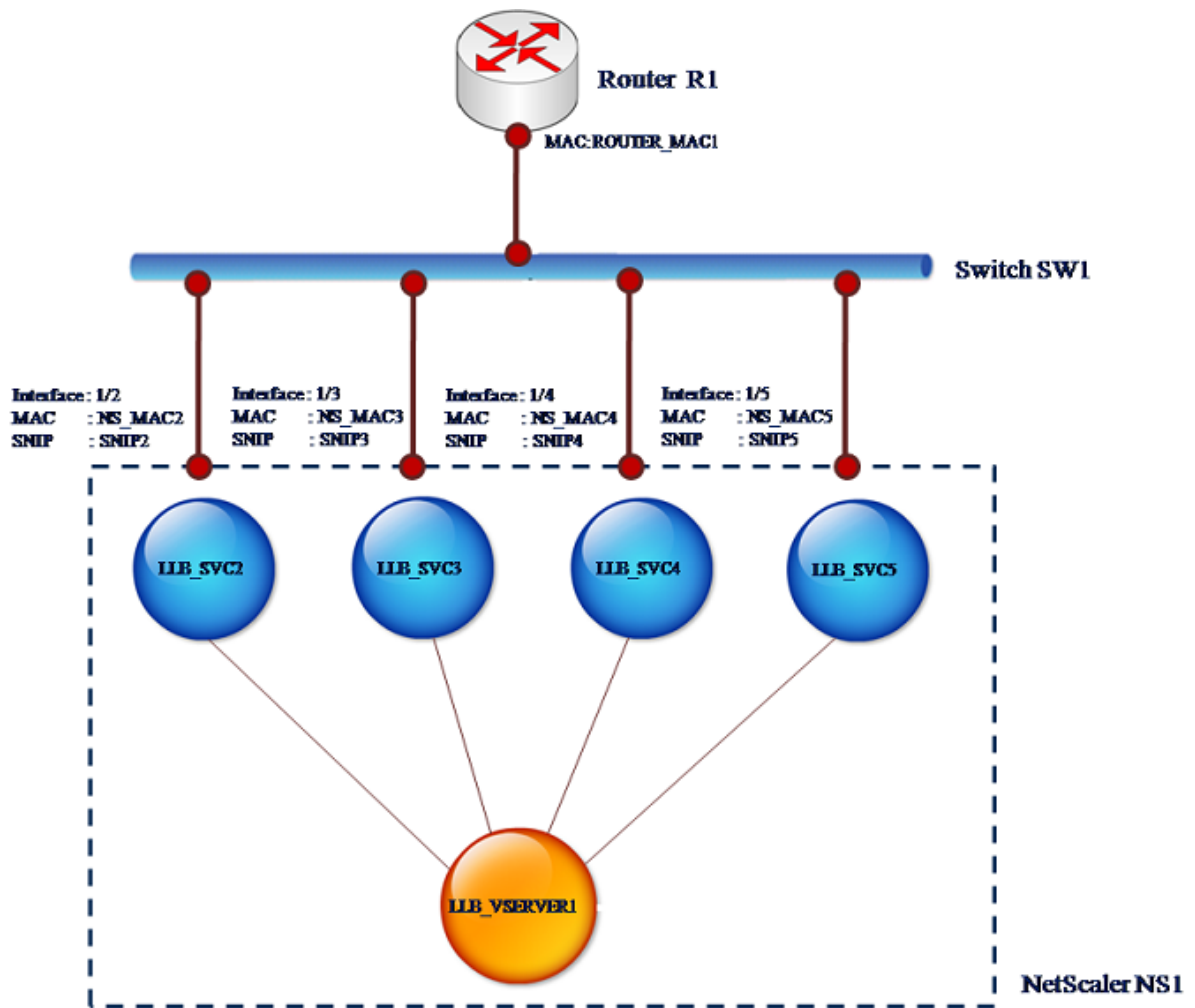 Router R1
MAC:ROUTER_MAC1
Switch SW1
Interface: 1/2
MAC : NS_MAC2
SNIP : SNIP2
Interface: 1/3
MAC : NS_MAC3
SNIP : SNIP3
Interface: 1/4
MAC : NS_MAC4
SNIP : SNIP4
Interface: 1/5
MAC : NS_MAC5
SNIP : SNIP5
LLB_SVC2
LLB_SVC3
LLB_SVC4
LLB_SVC5
LLB_VSERVER1
NetScaler NS1